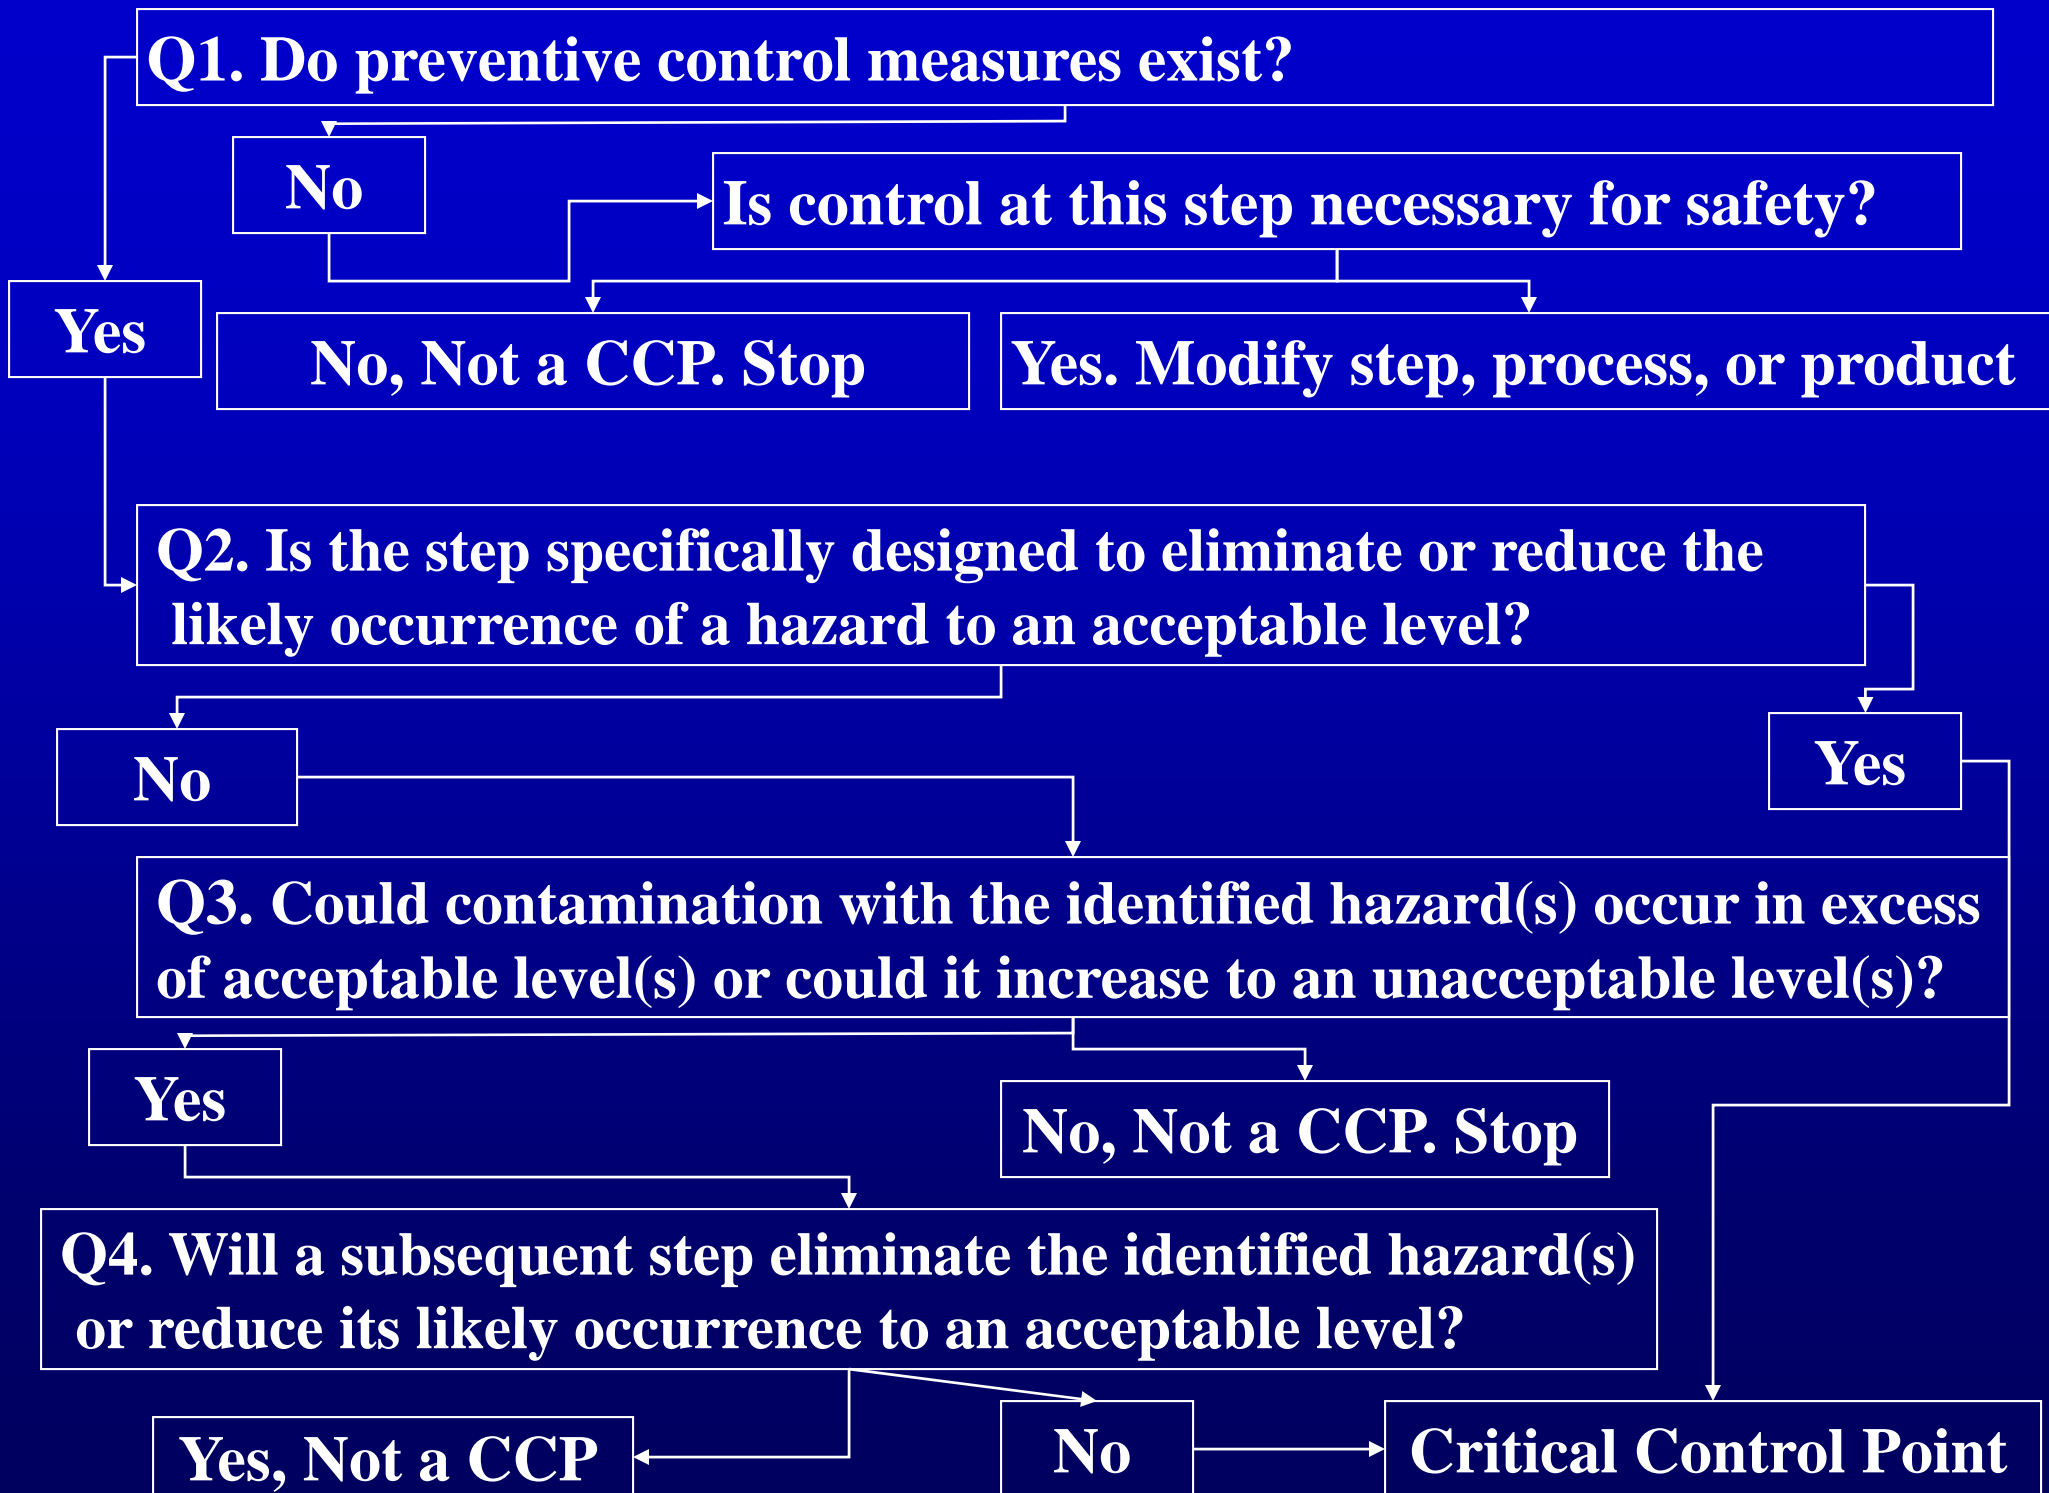 Q1. Do preventive control measures exist?
No
Is control at this step necessary for safety?
Yes
No, Not a CCP. Stop
Yes. Modify step, process, or product
Q2. Is the step specifically designed to eliminate or reduce the
likely occurrence of a hazard to an acceptable level?
No
Yes
Q3. Could contamination with the identified hazard(s) occur in excess
of acceptable level(s) or could it increase to an unacceptable level(s)?
Yes
No, Not a CCP. Stop
Q4. Will a subsequent step eliminate the identified hazard(s)
or reduce its likely occurrence to an acceptable level?
Yes, Not a CCP
No
Critical Control Point